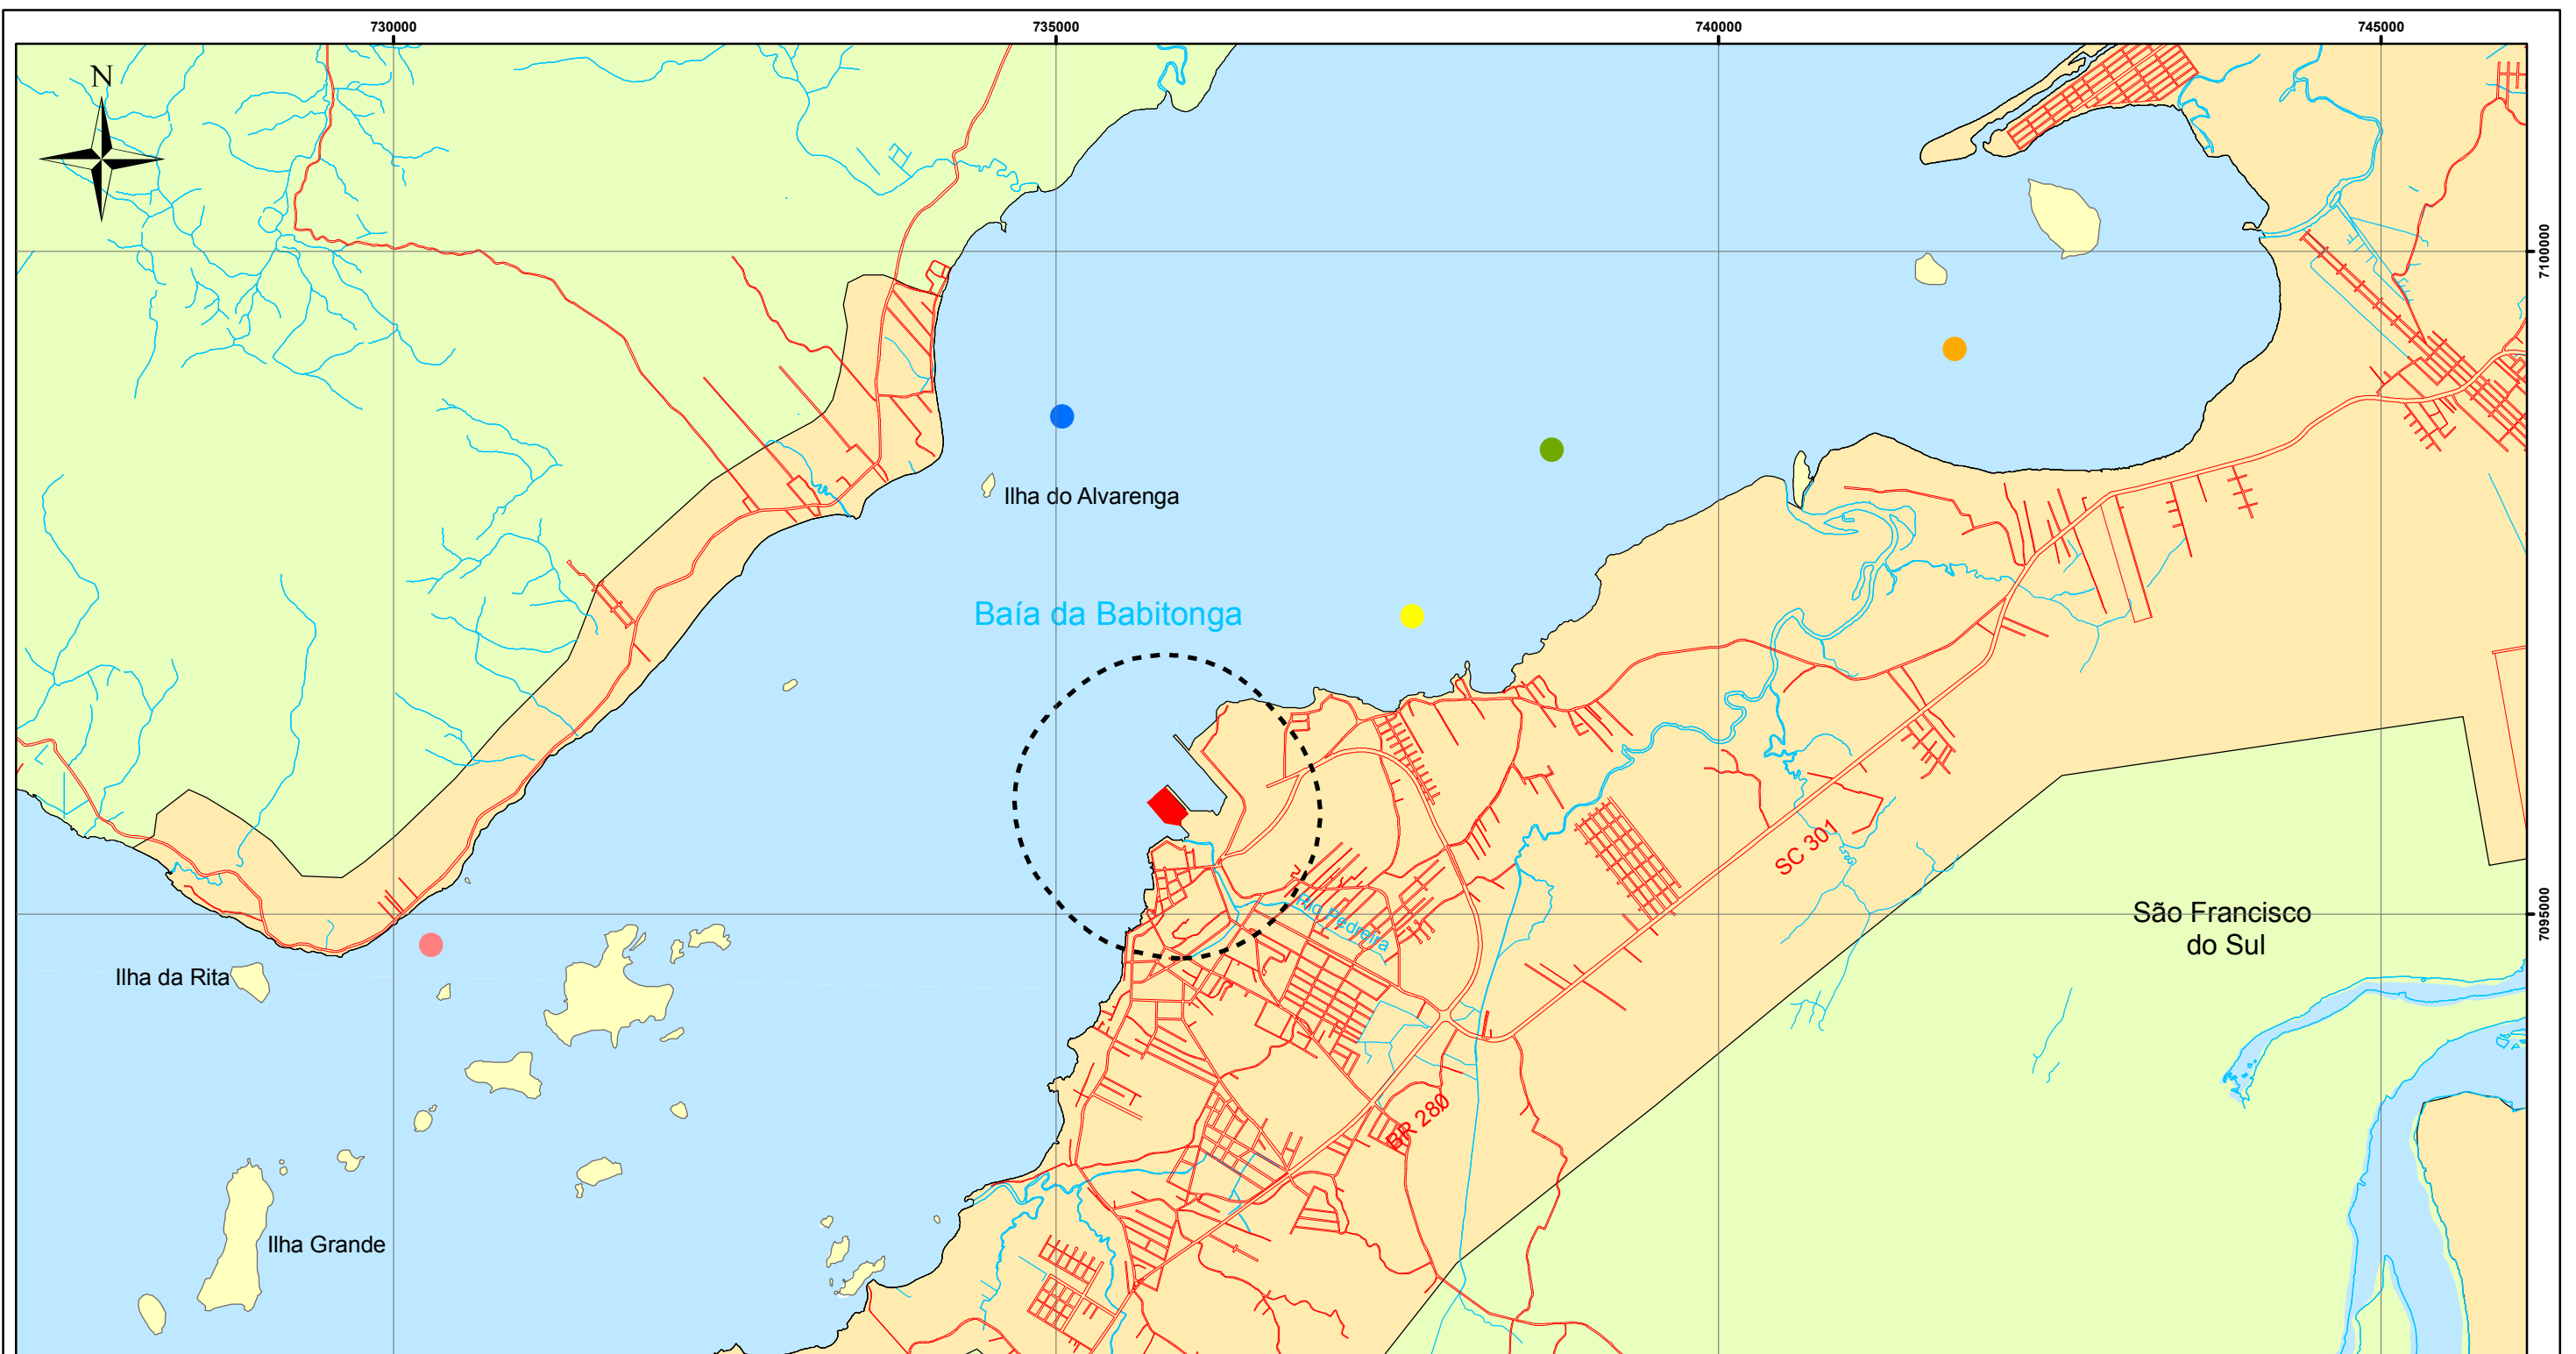 730000
735000
740000
745000
N
7100000
Ilha do Alvarenga
Baía da Babitonga
SC 301
São Francisco
do Sul
7095000
Rio Pedreira
Ilha da Rita
BR 280
Ilha Grande